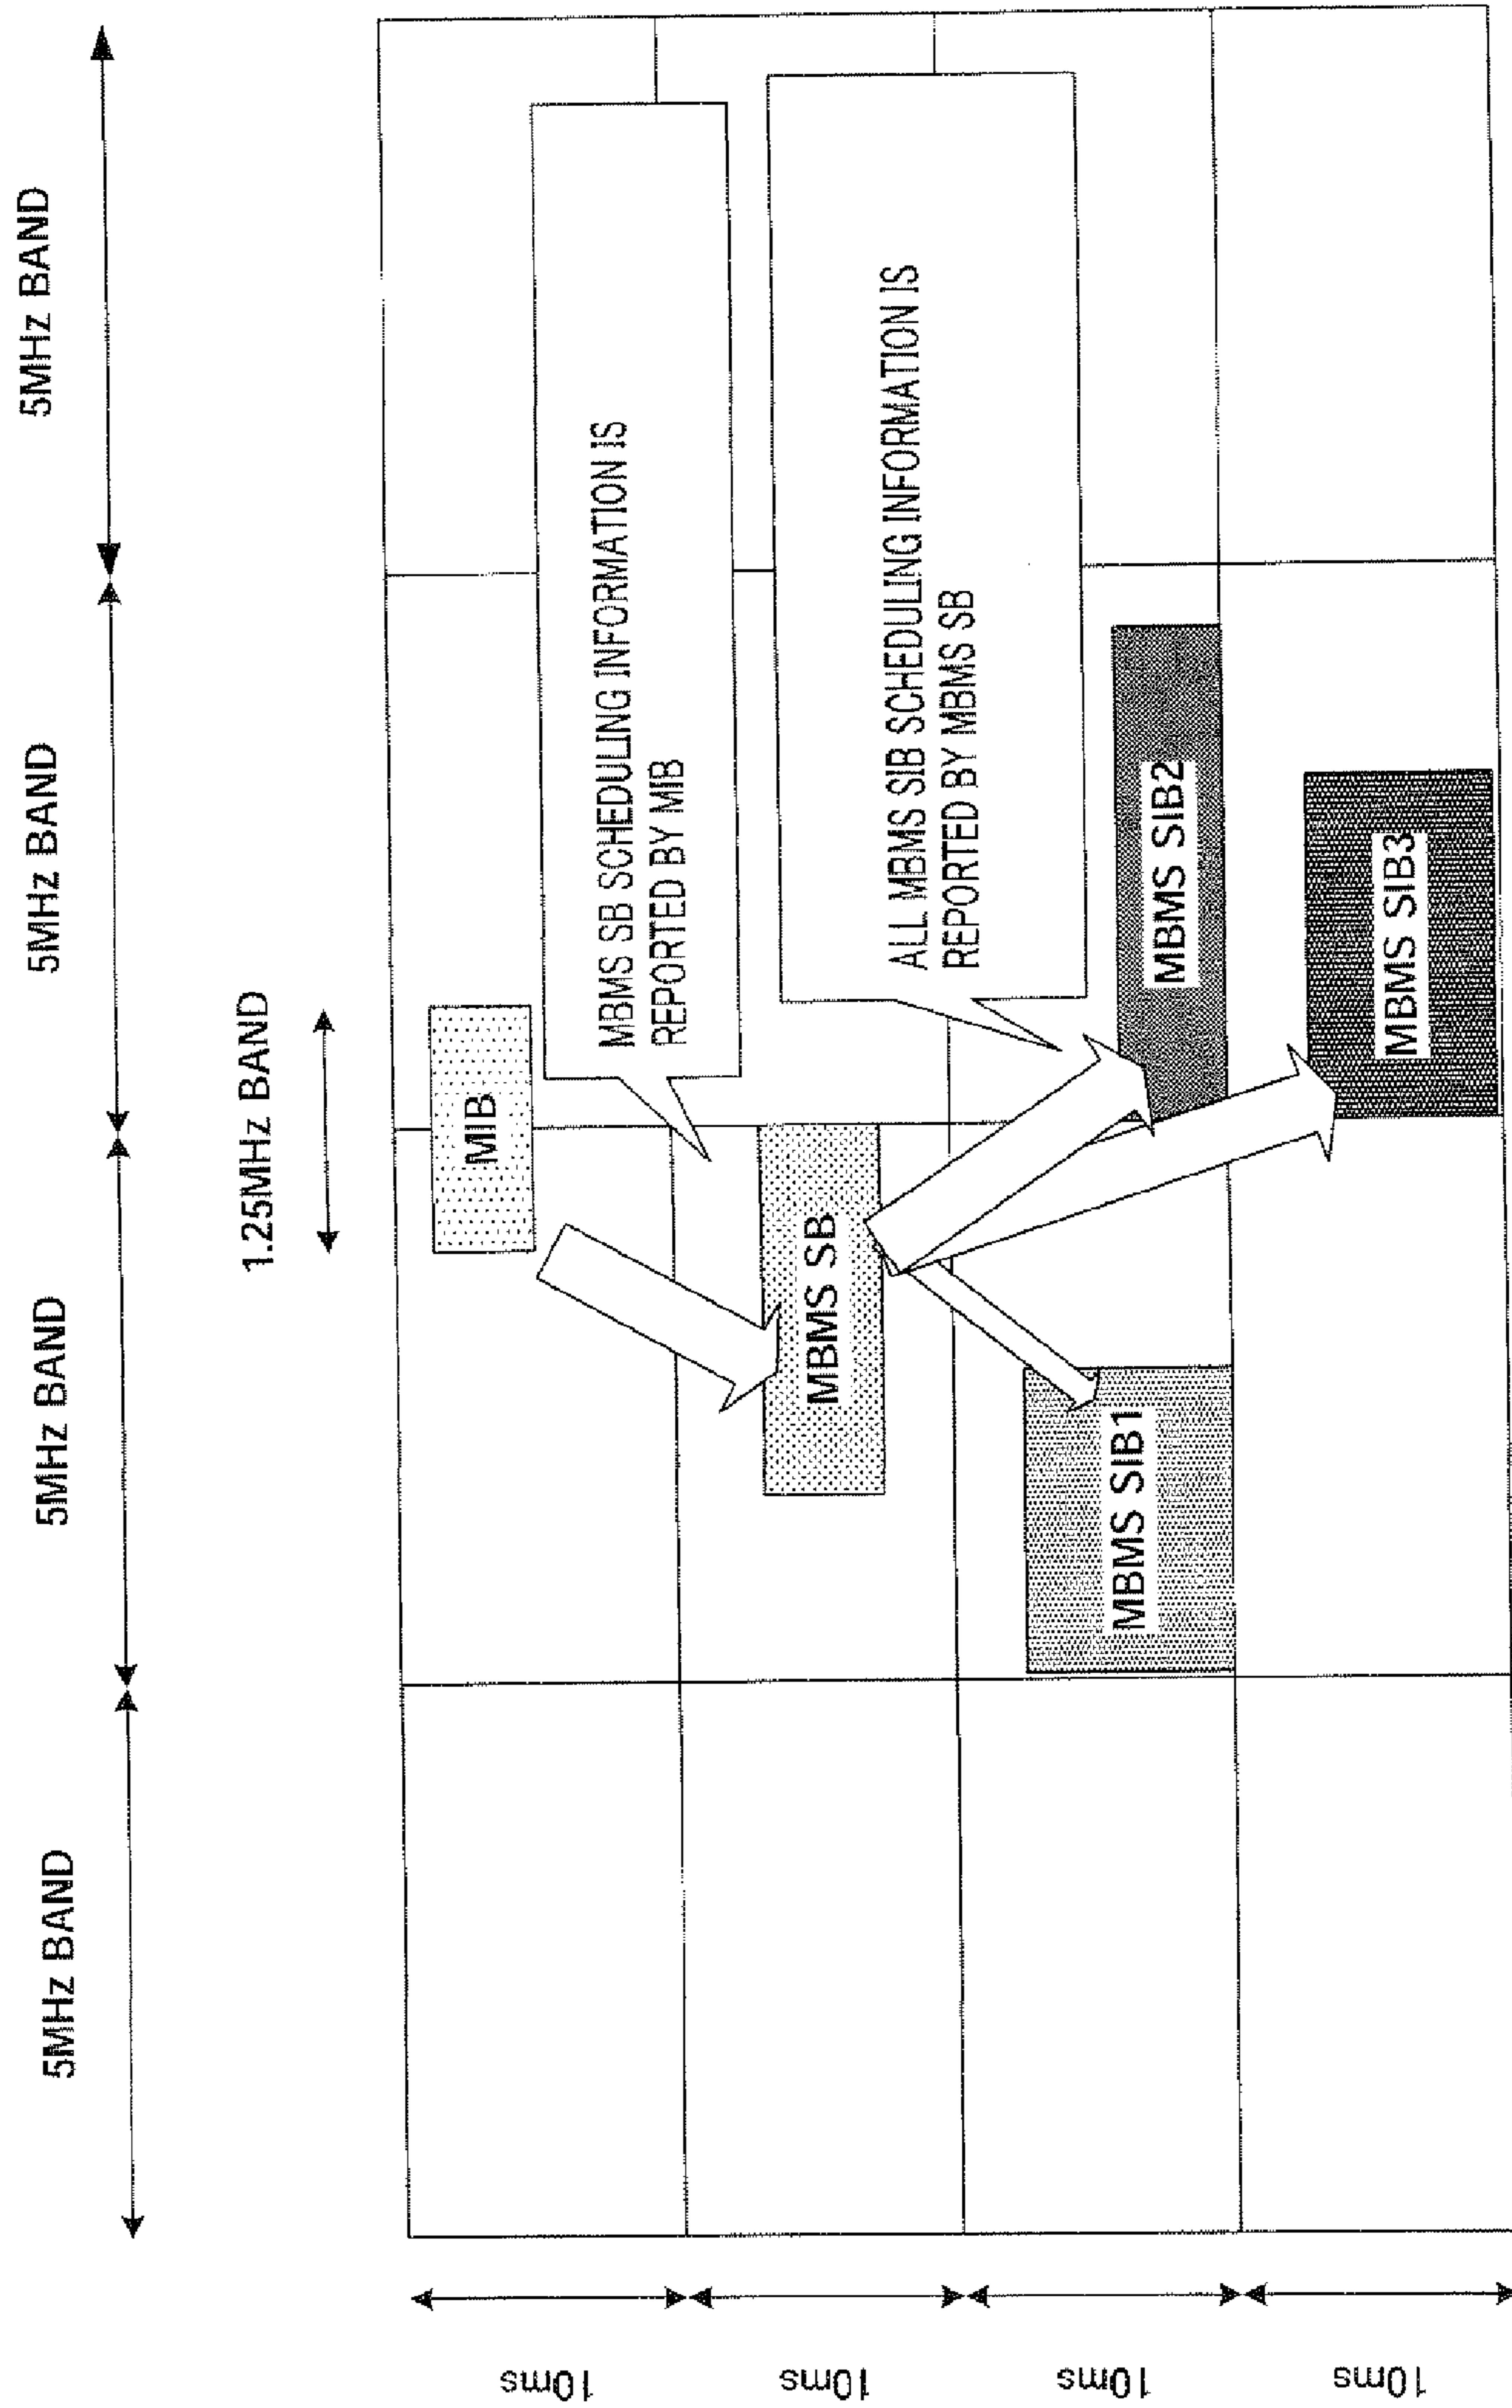 5MHz BAND
5MHz BAND
5MHz BAND
5MHz BAND
1.25MHz BAND
10ms
MIB
MBMS SB SCHEDULING INFORMATION IS
REPORTED BY MIB
10ms
MBMS SB
ALL MBMS SIB SCHEDULING INFORMATION IS
REPORTED BY MBMS SB
10ms
MBMS SIB1
MBMS SIB2
10ms
MBMS SIB3